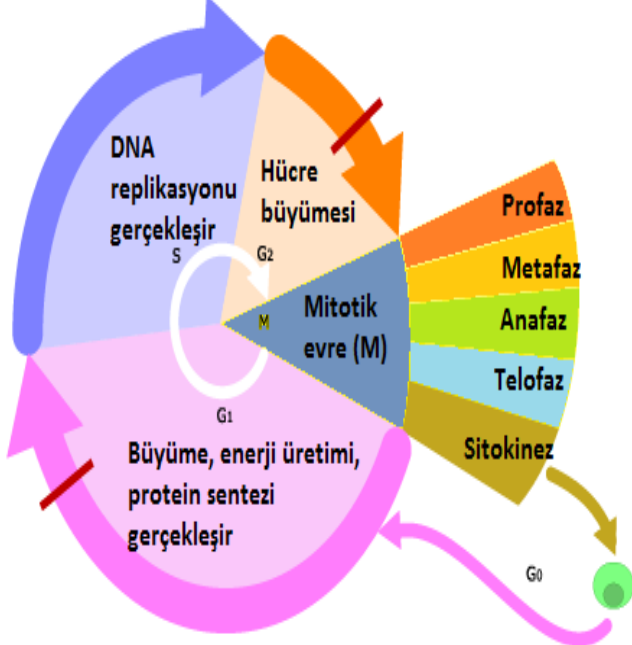 DNA
replikasyonu
gerçekleşir
Hücre
büyümesi
S
G2
M
Mitotik
evre (M)
G1
Büyüme, enerji üretimi,
protein sentezi
gerçekleşir
Profaz
Metafaz
Anafaz
Telofaz
Sitokinez
G0